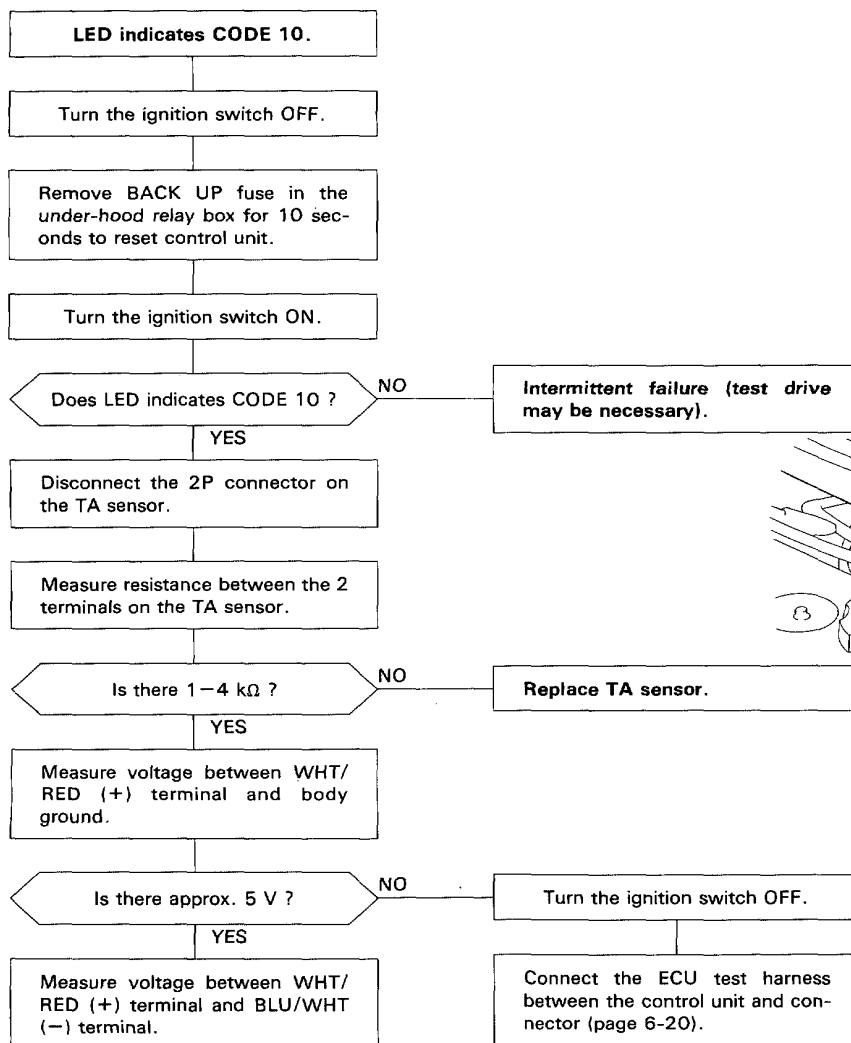 LED indicates CODE 10.
Turn the ignition switch OFF.
Remove BACK UP fuse in the
under-hood relay box for 10 sec-
onds to reset control unit.
Turn the ignition switch ON.
Does LED indicates CODE 10 ?
NO
Intermittent failure (test drive
may be necessary).
YES
Disconnect the 2P connector on
the TA sensor.
Measure resistance between the 2
terminals on the TA sensor.
Is there 1–4 kΩ ?
NO
Replace TA sensor.
YES
Measure voltage between WHT/
RED (+) terminal and body
ground.
Is there approx. 5 V ?
NO
Turn the ignition switch OFF.
YES
Measure voltage between WHT/
RED (+) terminal and BLU/WHT
(−) terminal.
Connect the ECU test harness
between the control unit and con-
nector (page 6-20).